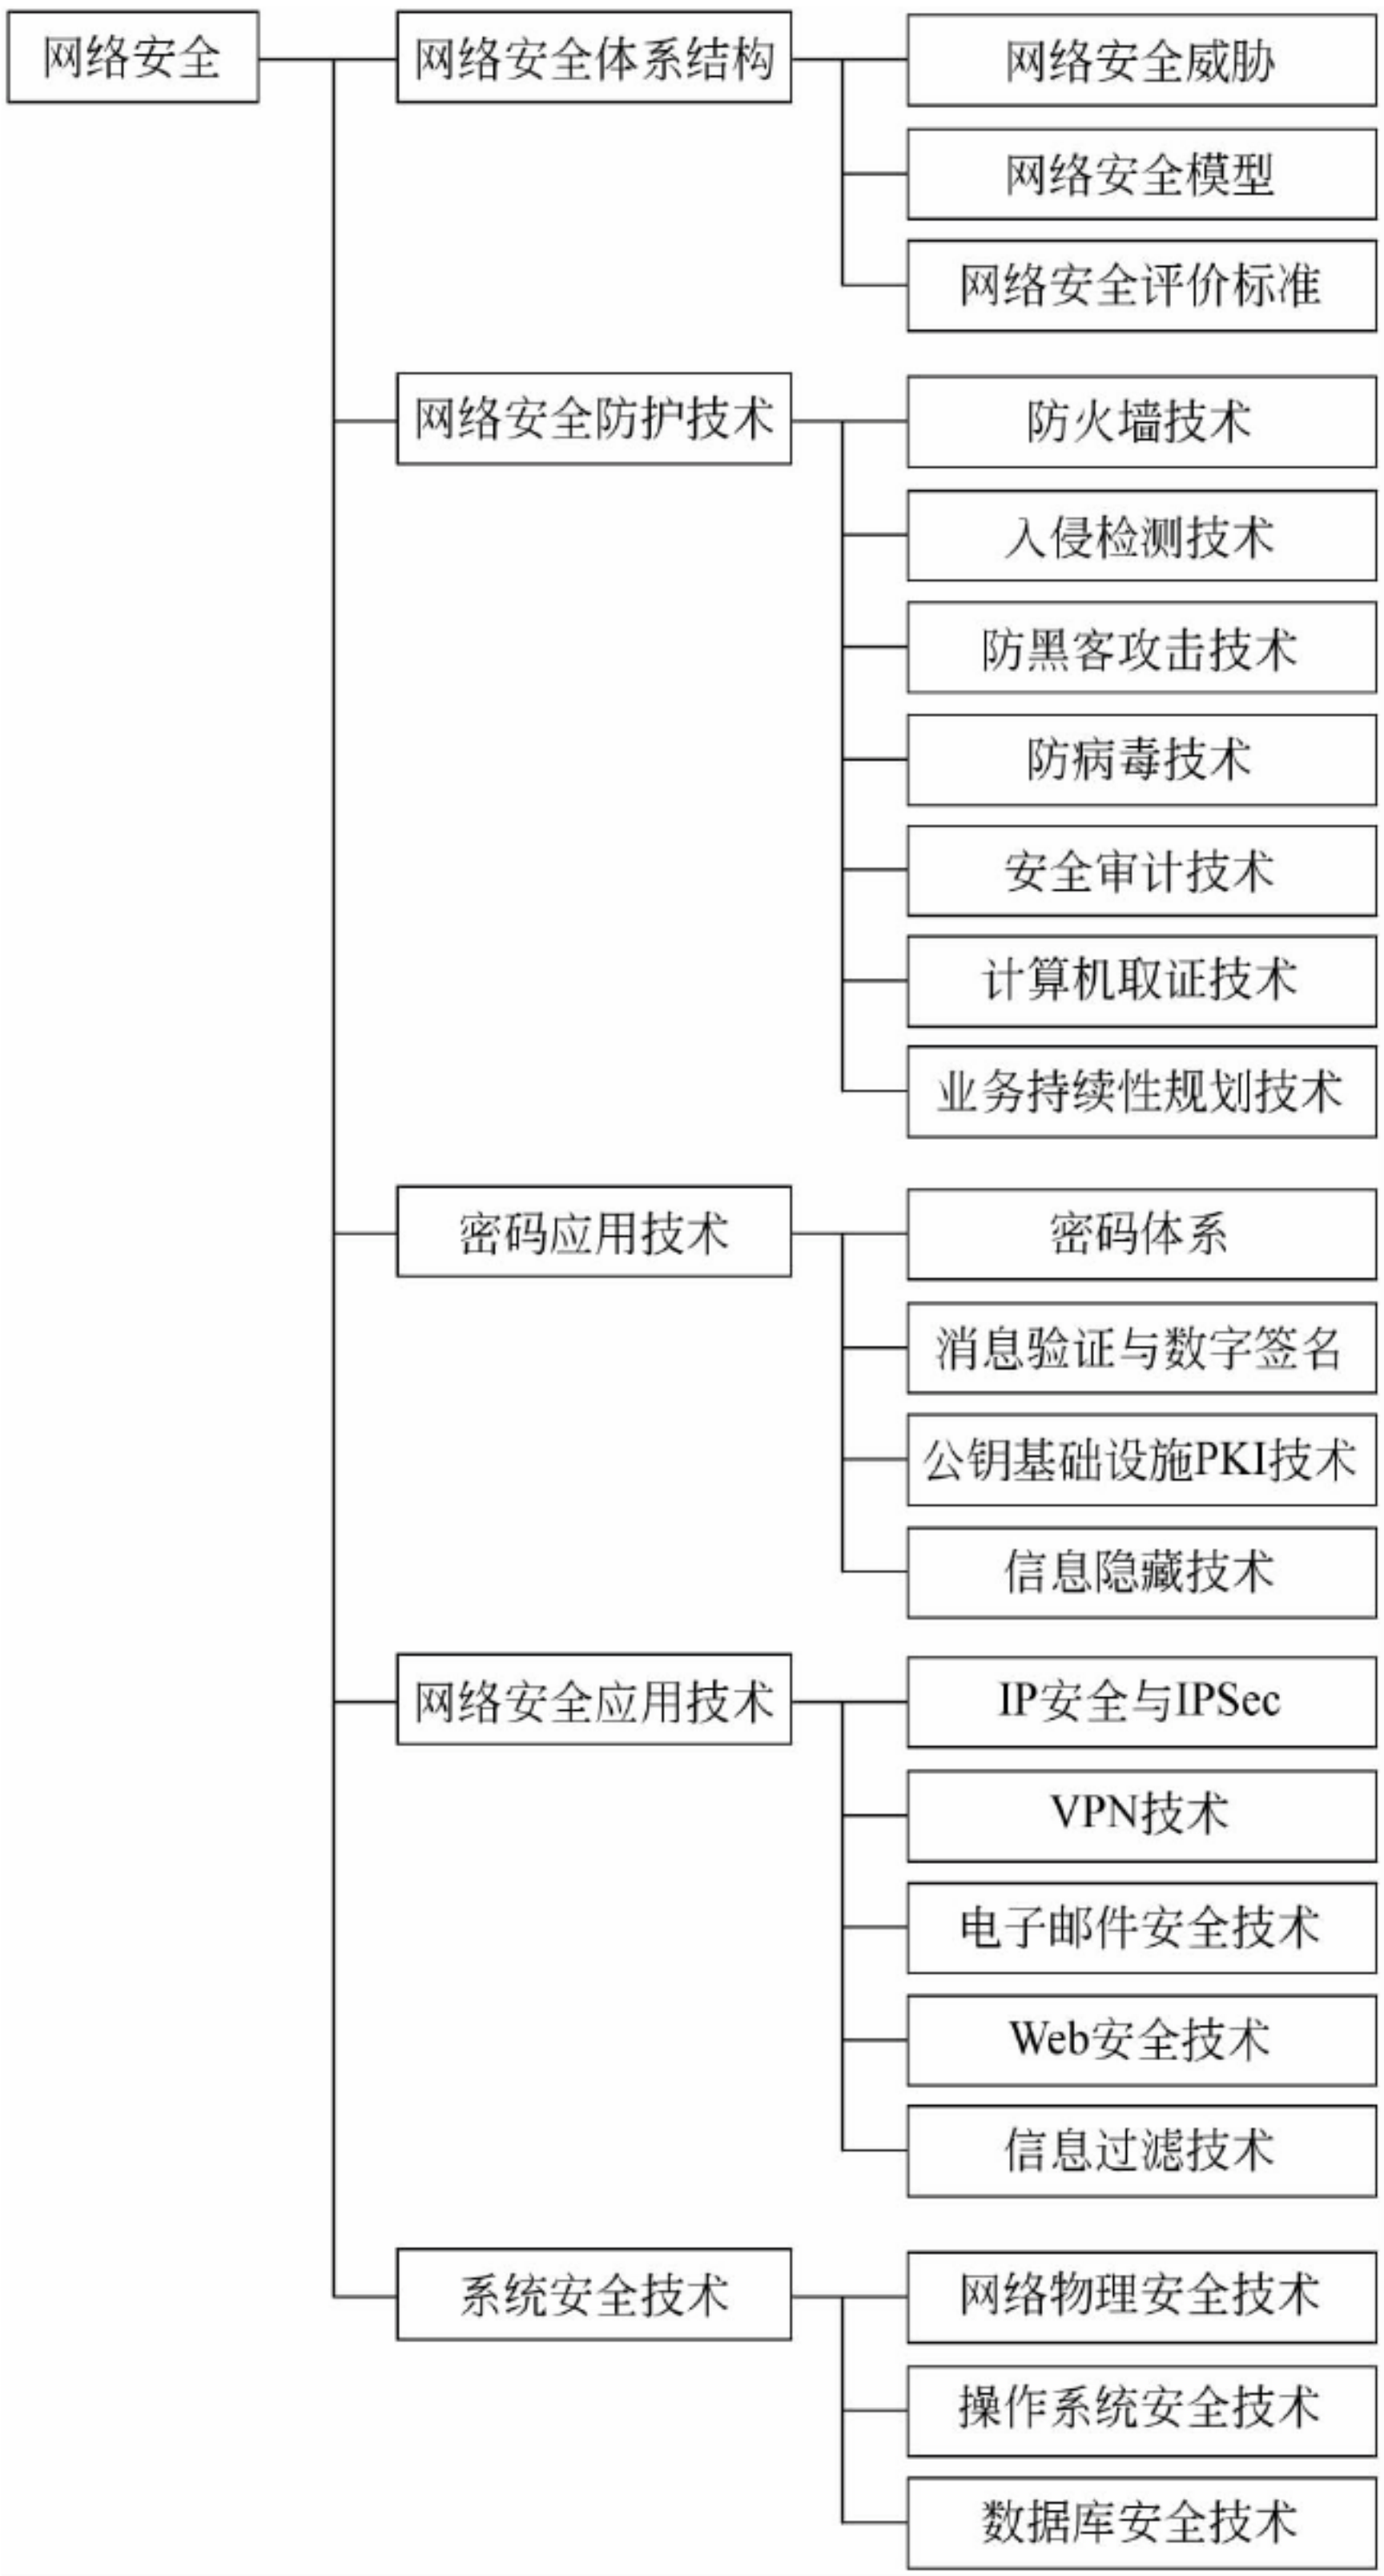 网络安全
网络安全体系结构
网络安全威胁
网络安全模型
网络安全评价标准
网络安全防护技术
防火墙技术
入侵检测技术
防黑客攻击技术
防病毒技术
安全审计技术
计算机取证技术
业务持续性规划技术
密码应用技术
密码体系
消息验证与数字签名
公钥基础设施PKI技术
信息隐藏技术
网络安全应用技术
IP安全与IPSec
VPN技术
电子邮件安全技术
Web安全技术
信息过滤技术
系统安全技术
网络物理安全技术
操作系统安全技术
数据库安全技术